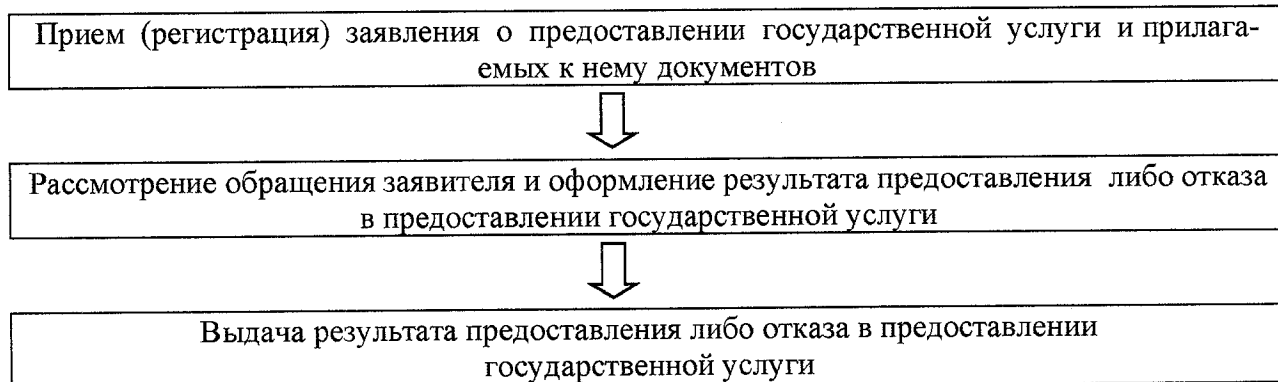 Прием (регистрация) заявления о предоставлении государственной услуги и прилага-
емых к нему документов
Рассмотрение обращения заявителя и оформление результата предоставления либо отказа
в предоставлении государственной услуги
Выдача результата предоставления либо отказа в предоставлении
государственной услуги